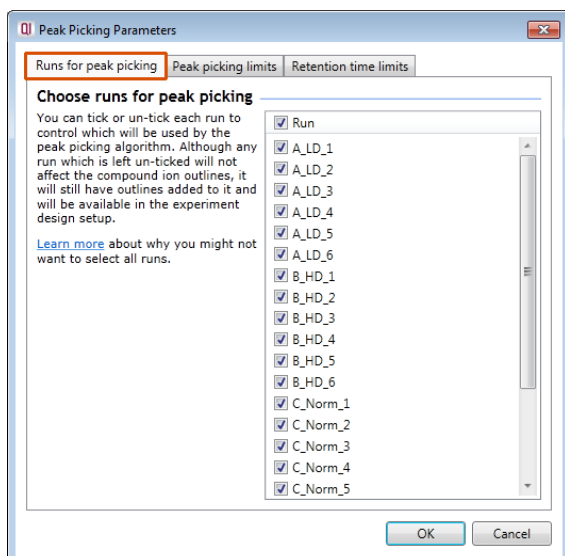 QI Peak Picking Parameters
Runs for peak picking Peak picking limits Retention time limits
Choose runs for peak picking
You can tick or un-tick each run to
control which will be used by the
peak picking algorithm. Although any
run which is left un-ticked will not
affect the compound ion outlines, it
will still have outlines added to it and
will be available in the experiment
design setup.
Learn more about why you might not
want to select all runs.
Run
A_LD_1
A_LD_2
A_LD_3
A_LD_4
A_LD_5
A_LD_6
B_HD_1
B_HD_2
B_HD_3
B_HD_4
B_HD_5
B_HD_6
C_Norm_1
C_Norm_2
C_Norm_3
C_Norm_4
C_Norm_5
OK Cancel